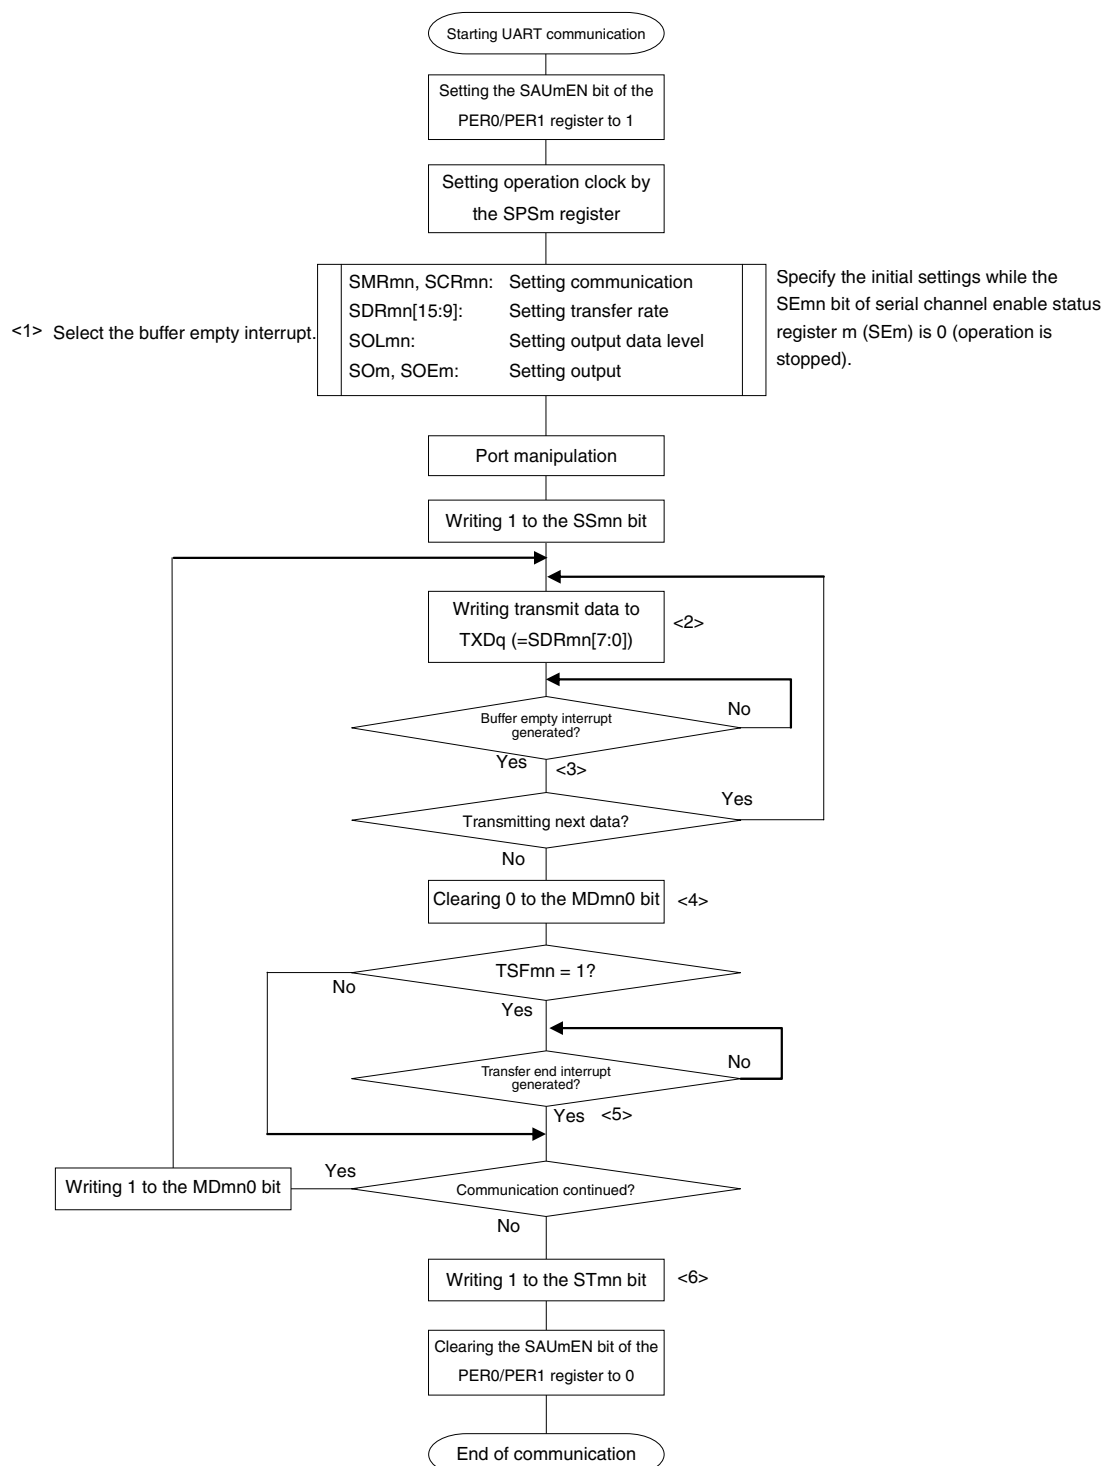 Starting UART communication
Setting the SAUmEN bit of the
PER0/PER1 register to 1
Setting operation clock by
the SPSm register
<1> Select the buffer empty interrupt.
SMRmn, SCRmn: Setting communication
SDRmn[15:9]: Setting transfer rate
SOLmn: Setting output data level
SOm, SOEm: Setting output
Specify the initial settings while the
SEmn bit of serial channel enable status
register m (SEm) is 0 (operation is
stopped).
Port manipulation
Writing 1 to the SSmn bit
Writing transmit data to
TXDq (=SDRmn[7:0])
<2>
Buffer empty interrupt
generated?
No
Yes
<3>
Transmitting next data?
Yes
No
Clearing 0 to the MDmn0 bit
<4>
TSFmn = 1?
No
Yes
Transfer end interrupt
generated?
No
Yes
<5>
Communication continued?
Yes
Writing 1 to the MDmn0 bit
No
Writing 1 to the STmn bit
<6>
Clearing the SAUmEN bit of the
PER0/PER1 register to 0
End of communication